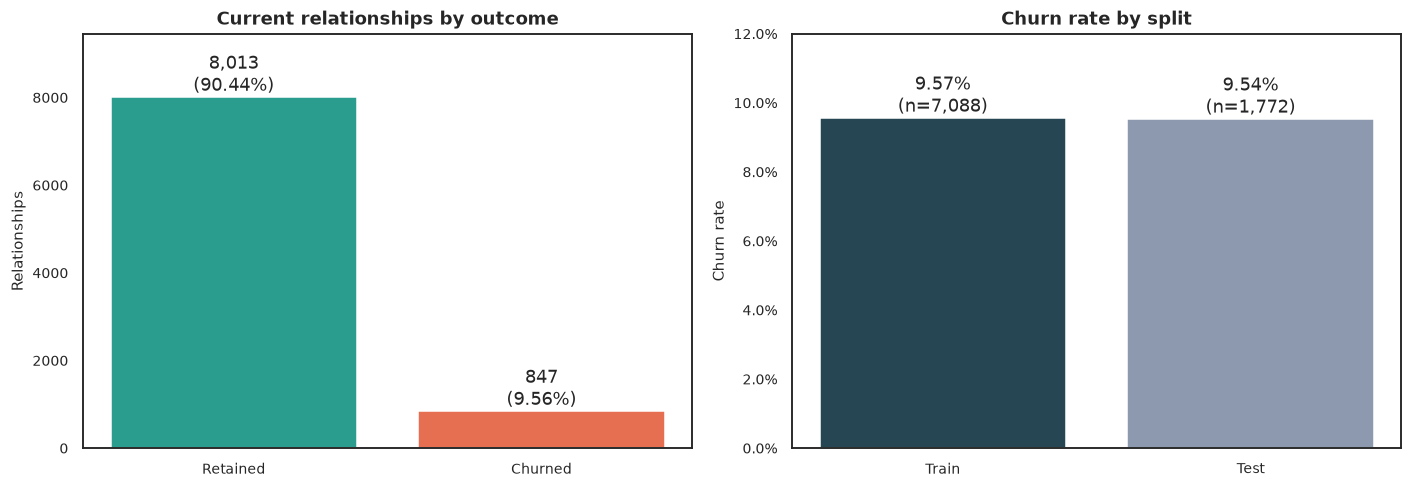 Current relationships by outcome
8,013
(90.44%)
847
(9.56%)
8000
6000
4000
2000
0
Relationships
Retained
Churned
Churn rate by split
12.0%
10.0%
8.0%
6.0%
4.0%
2.0%
0.0%
Churn rate
9.57%
(n=7,088)
9.54%
(n=1,772)
Train
Test